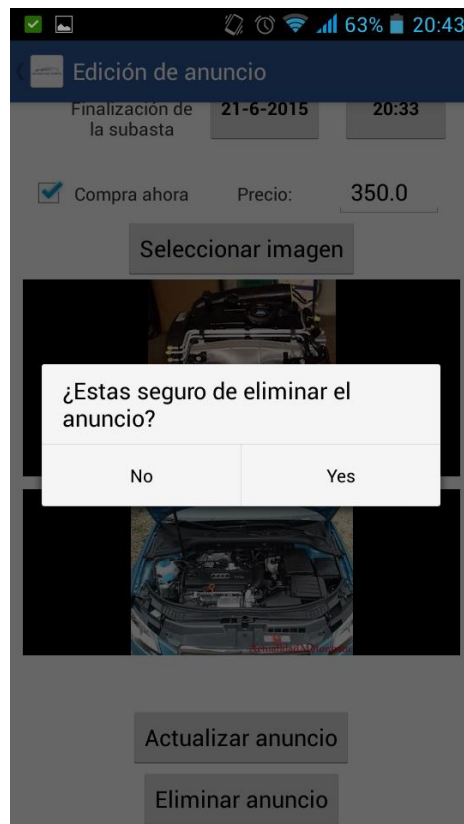 63% 20:43
Edición de anuncio
Finalización de
la subasta
21-6-2015
20:33
Compra ahora
Precio:
350.0
Seleccionar imagen
¿Estas seguro de eliminar el
anuncio?
No
Yes
Actualizar anuncio
Eliminar anuncio